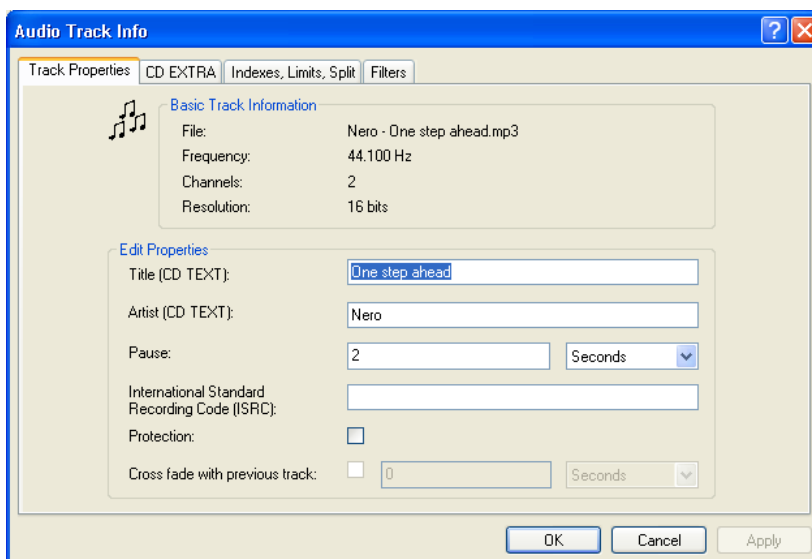 Audio Track Info
Track Properties CD EXTRA Indexes, Limits, Split Filters
Basic Track Information
File: Nero - One step ahead.mp3
Frequency: 44.100 Hz
Channels: 2
Resolution: 16 bits
Edit Properties
Title (CD TEXT): One step ahead
Artist (CD TEXT): Nero
Pause: 2 Seconds
International Standard
Recording Code (ISRC):
Protection:
Cross fade with previous track: 0 Seconds
OK Cancel Apply